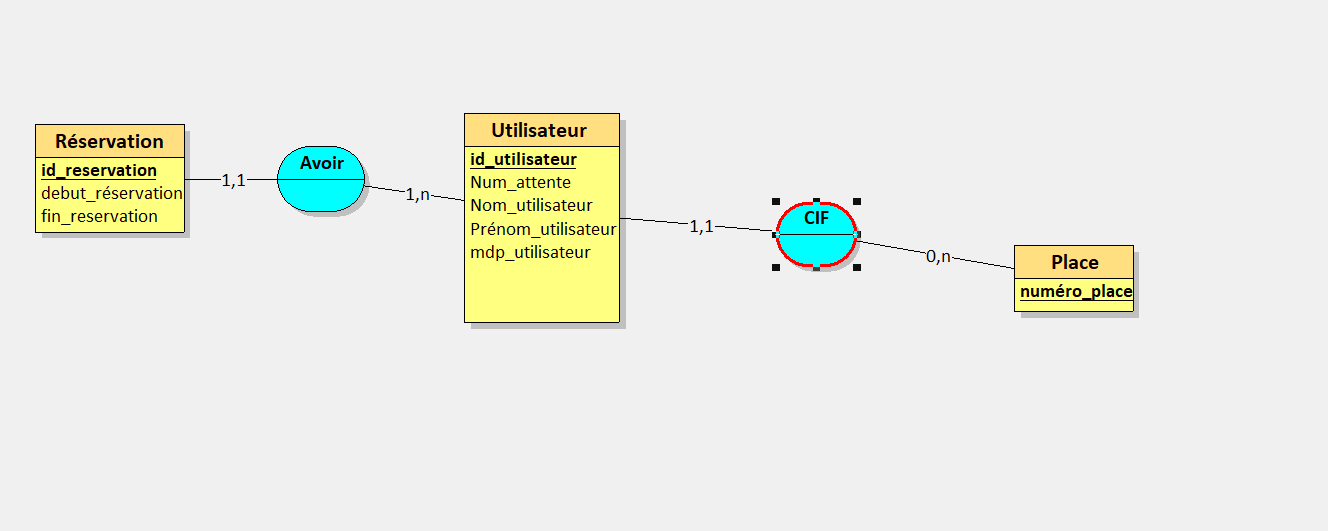 Réservation
id_reservation
debut_réservation
fin_reservation
1,1
Avoir
1,n
Utilisateur
id_utilisateur
Num_attente
Nom_utilisateur
Prénom_utilisateur
mdp_utilisateur
1,1
CIF
0,n
Place
numéro_place